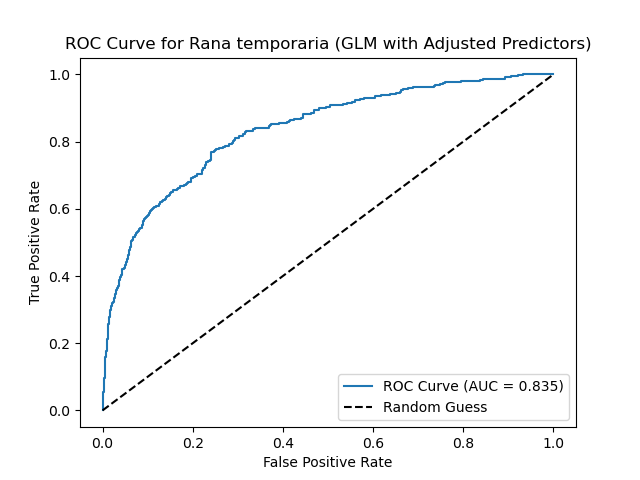 ROC Curve for Rana temporaria (GLM with Adjusted Predictors)
True Positive Rate
1.0
0.8
0.6
0.4
0.2
0.0
ROC Curve (AUC = 0.835)
Random Guess
0.0 0.2 0.4 0.6 0.8 1.0
False Positive Rate